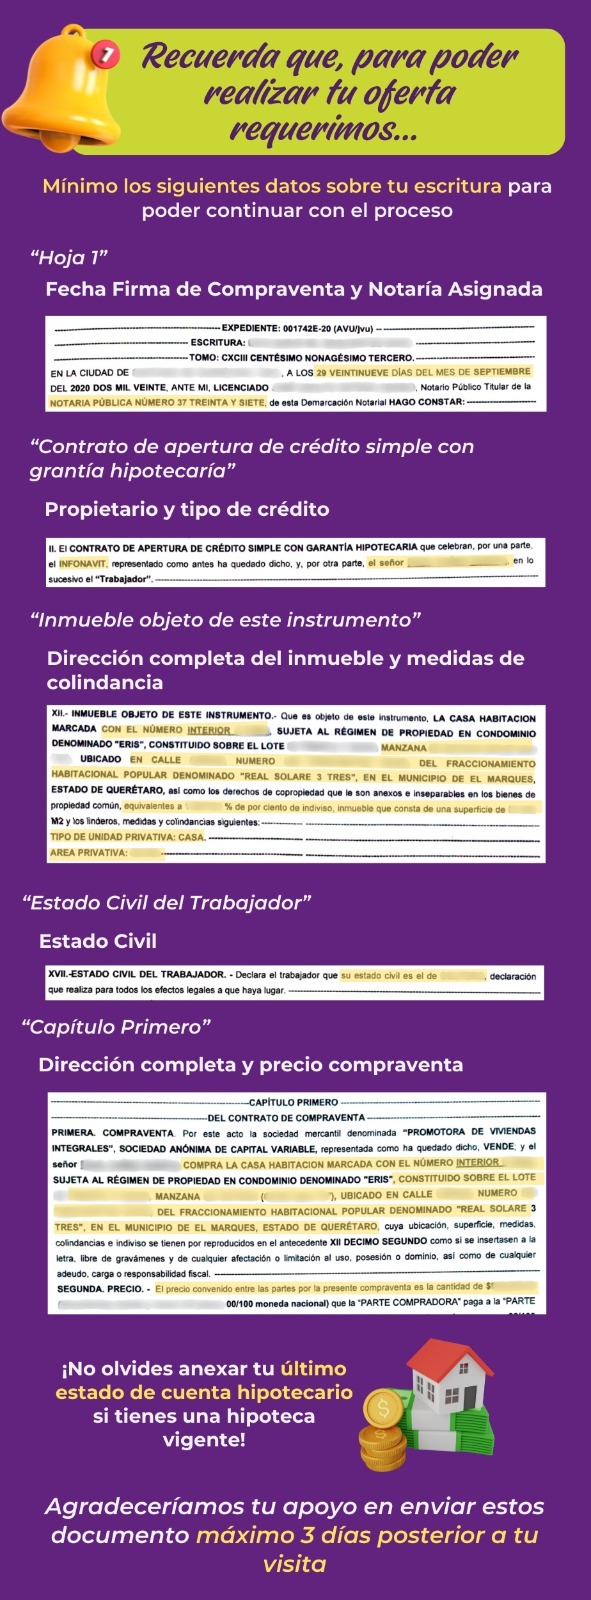 1
Recuerda que, para poder
realizar tu oferta
requerimos...
Mínimo los siguientes datos sobre tu escritura para
poder continuar con el proceso
“Hoja 1”
Fecha Firma de Compraventa y Notaría Asignada
EXPEDIENTE: 001742E-20 (AVU/jvu)
ESCRITURA:
TOMO: CXCIII CENTÉSIMO NONAGÉSIMO TERCERO.
EN LA CIUDAD DE , A LOS 29 VEINTINUEVE DÍAS DEL MES DE SEPTIEMBRE
DEL 2020 DOS MIL VEINTE, ANTE MI, LICENCIADO , Notario Público Titular de la
NOTARIA PÚBLICA NÚMERO 37 TREINTA Y SIETE, de esta Demarcación Notarial HAGO CONSTAR:
“Contrato de apertura de crédito simple con
grantía hipotecaría”
Propietario y tipo de crédito
II. El CONTRATO DE APERTURA DE CRÉDITO SIMPLE CON GARANTÍA HIPOTECARIA que celebran, por una parte,
el INFONAVIT, representado como antes ha quedado dicho, y, por otra parte, el señor , en lo
sucesivo el “Trabajador”.
“Inmueble objeto de este instrumento”
Dirección completa del inmueble y medidas de
colindancia
XII.- INMUEBLE OBJETO DE ESTE INSTRUMENTO.- Que es objeto de este instrumento, LA CASA HABITACION
MARCADA CON EL NÚMERO INTERIOR , SUJETA AL RÉGIMEN DE PROPIEDAD EN CONDOMINIO
DENOMINADO "ERIS", CONSTITUIDO SOBRE EL LOTE MANZANA
UBICADO EN CALLE NUMERO DEL FRACCIONAMIENTO
HABITACIONAL POPULAR DENOMINADO "REAL SOLARE 3 TRES", EN EL MUNICIPIO DE EL MARQUES,
ESTADO DE QUERÉTARO, así como los derechos de copropiedad que le son anexos e inseparables en los bienes de
propiedad común, equivalentes a % de por ciento de indiviso, inmueble que consta de una superficie de
M2 y los linderos, medidas y colindancias siguientes:
TIPO DE UNIDAD PRIVATIVA: CASA.
AREA PRIVATIVA:
“Estado Civil del Trabajador”
Estado Civil
XVII.-ESTADO CIVIL DEL TRABAJADOR. - Declara el trabajador que su estado civil es el de , declaración
que realiza para todos los efectos legales a que haya lugar.
“Capítulo Primero”
Dirección completa y precio compraventa
CAPÍTULO PRIMERO
DEL CONTRATO DE COMPRAVENTA
PRIMERA. COMPRAVENTA. Por este acto la sociedad mercantil denominada "PROMOTORA DE VIVIENDAS
INTEGRALES", SOCIEDAD ANÓNIMA DE CAPITAL VARIABLE, representada como ha quedado dicho, VENDE; y el
señor COMPRA LA CASA HABITACION MARCADA CON EL NÚMERO INTERIOR
SUJETA AL RÉGIMEN DE PROPIEDAD EN CONDOMINIO DENOMINADO "ERIS", CONSTITUIDO SOBRE EL LOTE
, MANZANA ( "), UBICADO EN CALLE NUMERO
, DEL FRACCIONAMIENTO HABITACIONAL POPULAR DENOMINADO "REAL SOLARE 3
TRES", EN EL MUNICIPIO DE EL MARQUES, ESTADO DE QUERÉTARO, cuya ubicación, superficie, medidas,
colindancias e indiviso se tienen por reproducidos en el antecedente XII DECIMO SEGUNDO como si se insertasen a la
letra, libre de gravámenes y de cualquier afectación o limitación al uso, posesión o dominio, así como de cualquier
adeudo, carga o responsabilidad fiscal.
SEGUNDA. PRECIO. - El precio convenido entre las partes por la presente compraventa es la cantidad de $
00/100 moneda nacional) que la "PARTE COMPRADORA" paga a la "PARTE
¡No olvides anexar tu último
estado de cuenta hipotecario
si tienes una hipoteca
vigente!
Agradeceríamos tu apoyo en enviar estos
documento máximo 3 días posterior a tu
visita